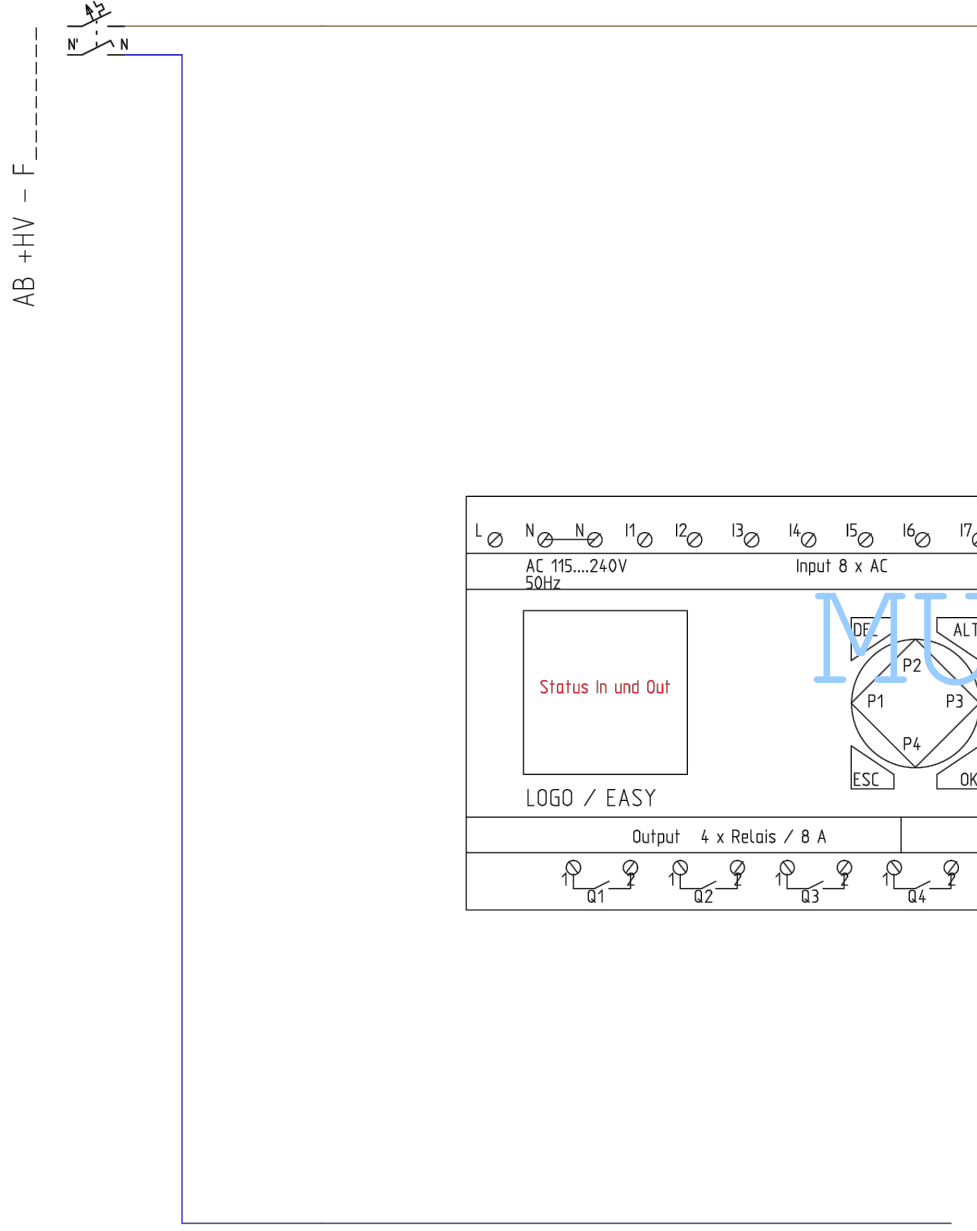 N' N
AB +HV - F_ _ _ _ _ _ _ _
L N N I1 I2 I3 I4 I5 I6 I7
AC 115....240V
50Hz
Input 8 x AC
MU
DEL ALT
P2
Status In und Out
P1 P3
P4
ESC OK
LOGO / EASY
Output 4 x Relais / 8 A
1 2 1 2 1 2 1 2
Q1 Q2 Q3 Q4